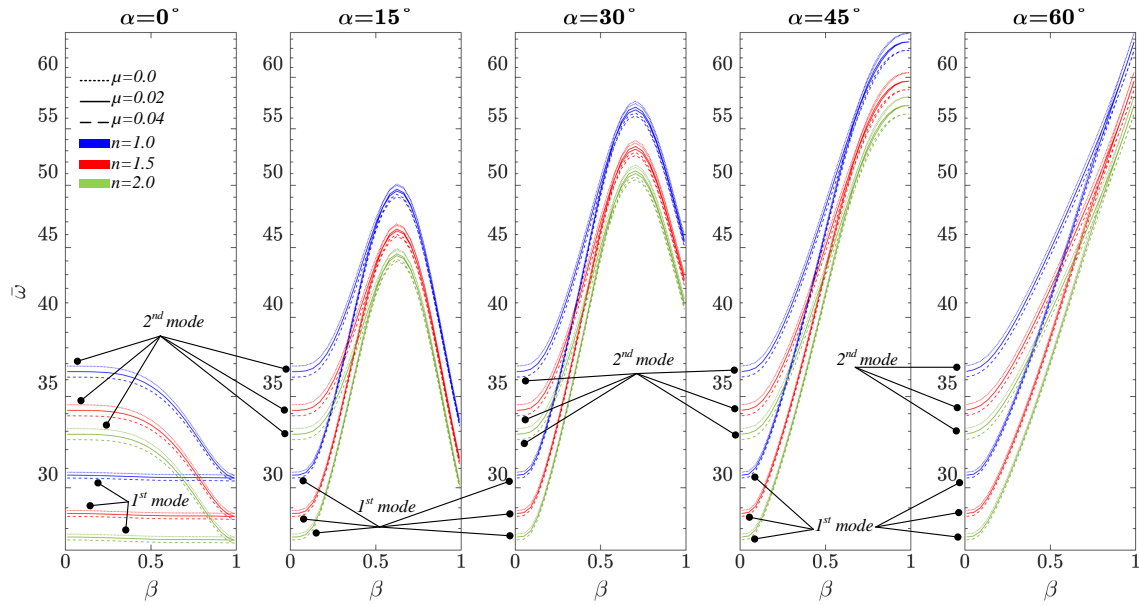 α=0° α=15° α=30° α=45° α=60°
60 60 60 60 60
μ=0.0
μ=0.02
μ=0.04
n=1.0
n=1.5
n=2.0
55 55 55 55 55
50 50 50 50 50
45 45 45 45 45
ω̄
40 40 40 40 40
2nd mode
2nd mode
2nd mode
35 35 35 35 35
30 30 30 30 30
1st mode
1st mode
1st mode
0 0.5 1 0 0.5 1 0 0.5 1 0 0.5 1 0 0.5 1
β β β β β